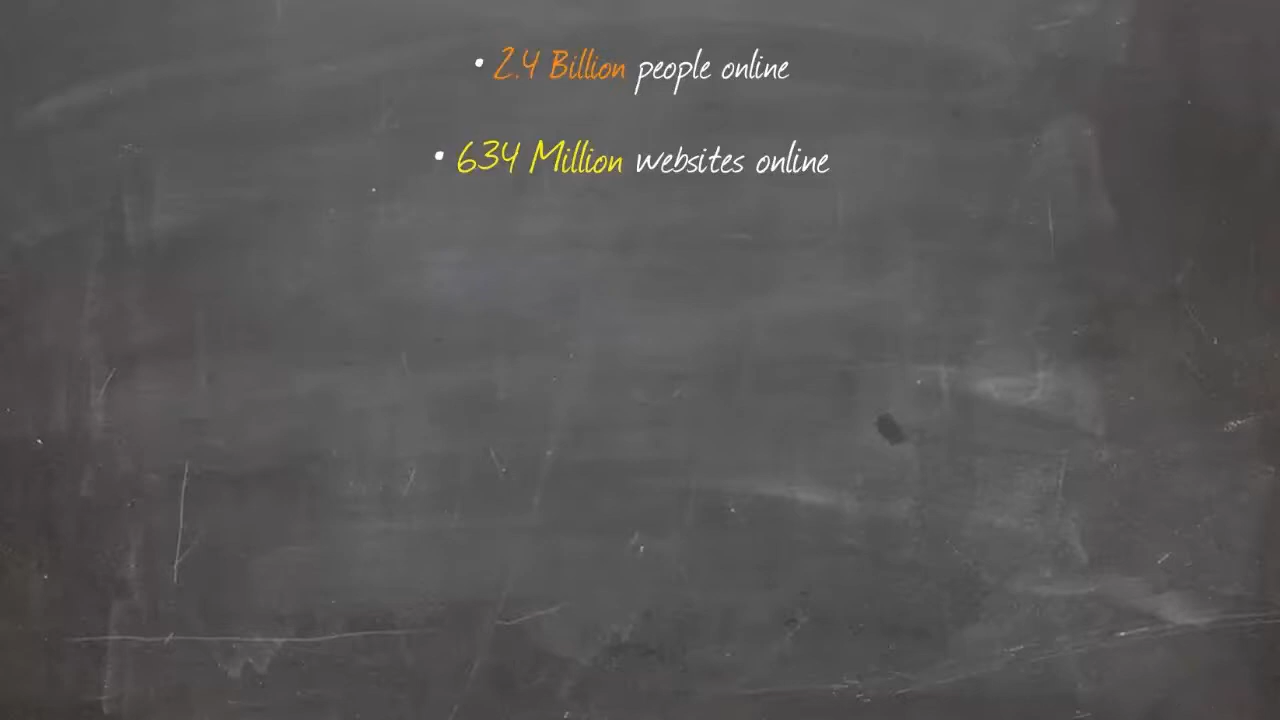 • 2.4 Billion people online
• 634 Million websites online